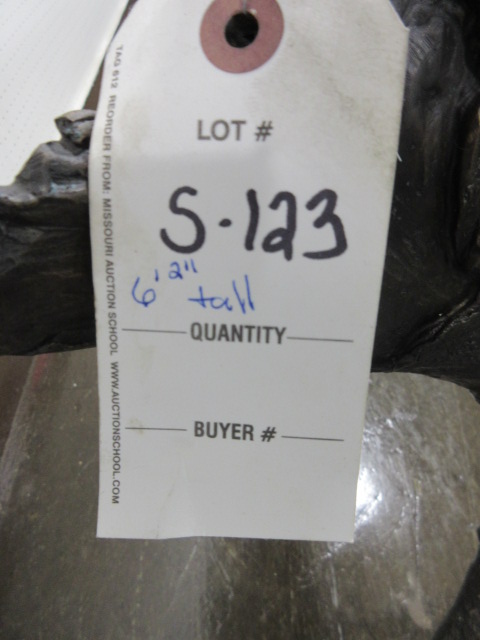 LOT #
S-123
6' 2" tall
QUANTITY
BUYER #
TAG 612 REORDER FROM: MISSOURI AUCTION SCHOOL WWW.AUCTIONSCHOOL.COM